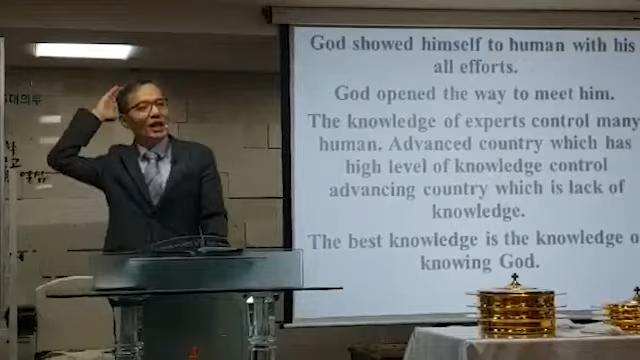 God showed himself to human with his
all efforts.
God opened the way to meet him.
The knowledge of experts control many
human. Advanced country which has
high level of knowledge control
advancing country which is lack of
knowledge.
The best knowledge is the knowledge o
knowing God.